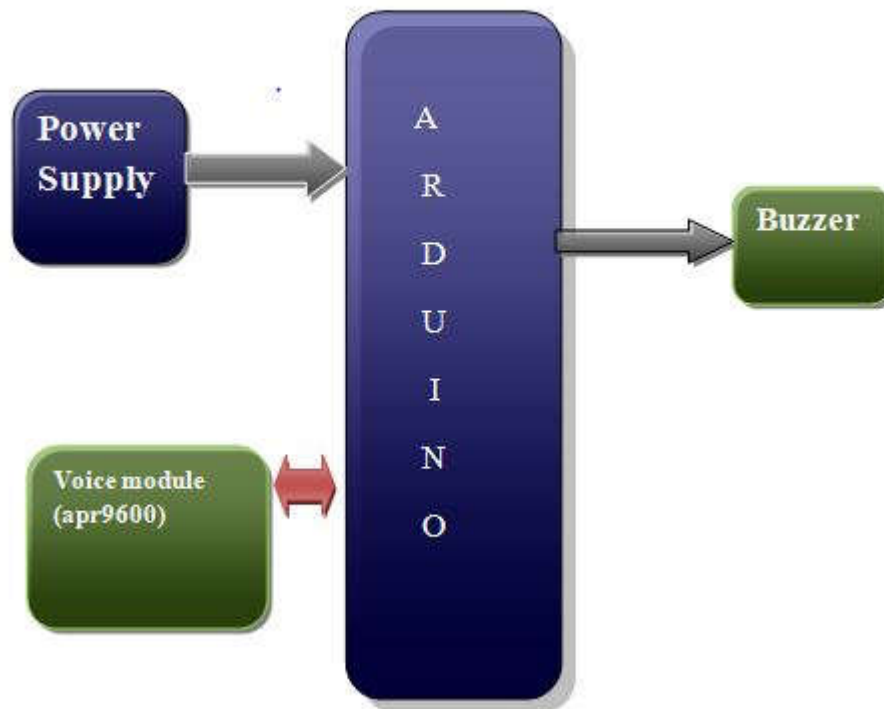 Power
Supply
A
R
D
U
I
N
O
Buzzer
Voice module
(apr9600)